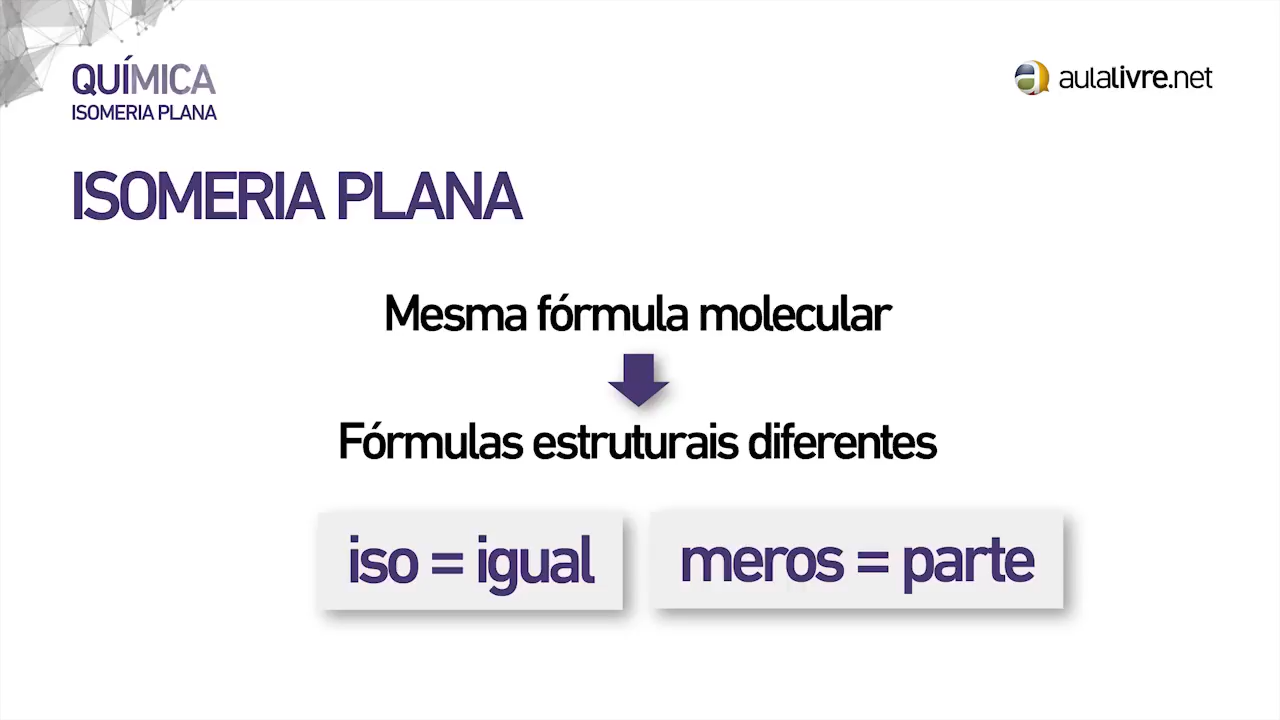 QUÍMICA
ISOMERIA PLANA
aulalivre.net
ISOMERIA PLANA
Mesma fórmula molecular
Fórmulas estruturais diferentes
iso = igual
meros = parte